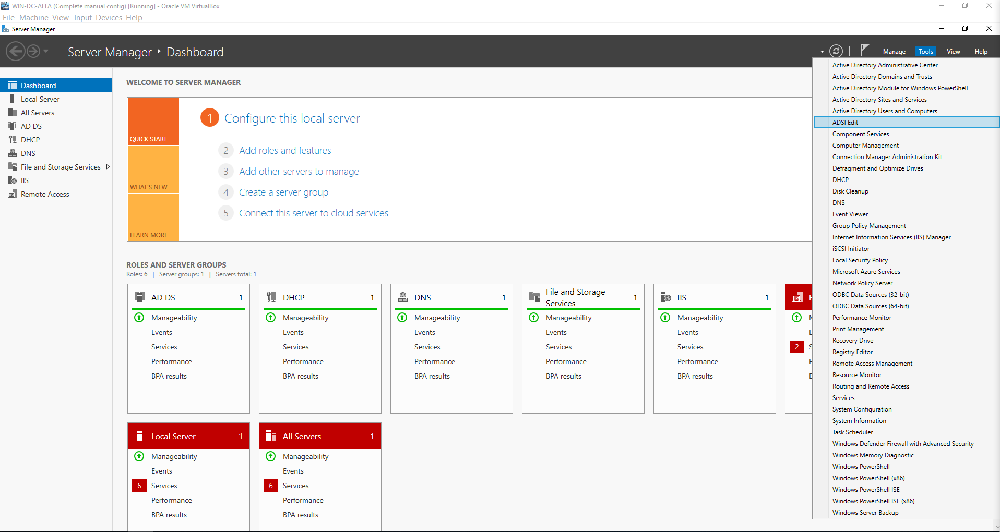 WIN-DC-ALFA (Complete manual config) [Running] - Oracle VM VirtualBox
File Machine View Input Devices Help
Server Manager
Server Manager ‣ Dashboard
Manage Tools View Help
Dashboard
Local Server
All Servers
AD DS
DHCP
DNS
File and Storage Services
IIS
Remote Access
WELCOME TO SERVER MANAGER
QUICK START
WHAT'S NEW
LEARN MORE
1 Configure this local server
2 Add roles and features
3 Add other servers to manage
4 Create a server group
5 Connect this server to cloud services
ROLES AND SERVER GROUPS
Roles: 6 | Server groups: 1 | Servers total: 1
AD DS 1
Manageability
Events
Services
Performance
BPA results
DHCP 1
Manageability
Events
Services
Performance
BPA results
DNS 1
Manageability
Events
Services
Performance
BPA results
File and Storage
Services 1
Manageability
Events
Services
Performance
BPA results
IIS 1
Manageability
Events
Services
Performance
BPA results
2
Local Server 1
Manageability
Events
6 Services
Performance
BPA results
All Servers 1
Manageability
Events
6 Services
Performance
BPA results
Active Directory Administrative Center
Active Directory Domains and Trusts
Active Directory Module for Windows PowerShell
Active Directory Sites and Services
Active Directory Users and Computers
ADSI Edit
Component Services
Computer Management
Connection Manager Administration Kit
Defragment and Optimize Drives
DHCP
Disk Cleanup
DNS
Event Viewer
Group Policy Management
Internet Information Services (IIS) Manager
iSCSI Initiator
Local Security Policy
Microsoft Azure Services
Network Policy Server
ODBC Data Sources (32-bit)
ODBC Data Sources (64-bit)
Performance Monitor
Print Management
Recovery Drive
Registry Editor
Remote Access Management
Resource Monitor
Routing and Remote Access
Services
System Configuration
System Information
Task Scheduler
Windows Defender Firewall with Advanced Security
Windows Memory Diagnostic
Windows PowerShell
Windows PowerShell (x86)
Windows PowerShell ISE
Windows PowerShell ISE (x86)
Windows Server Backup